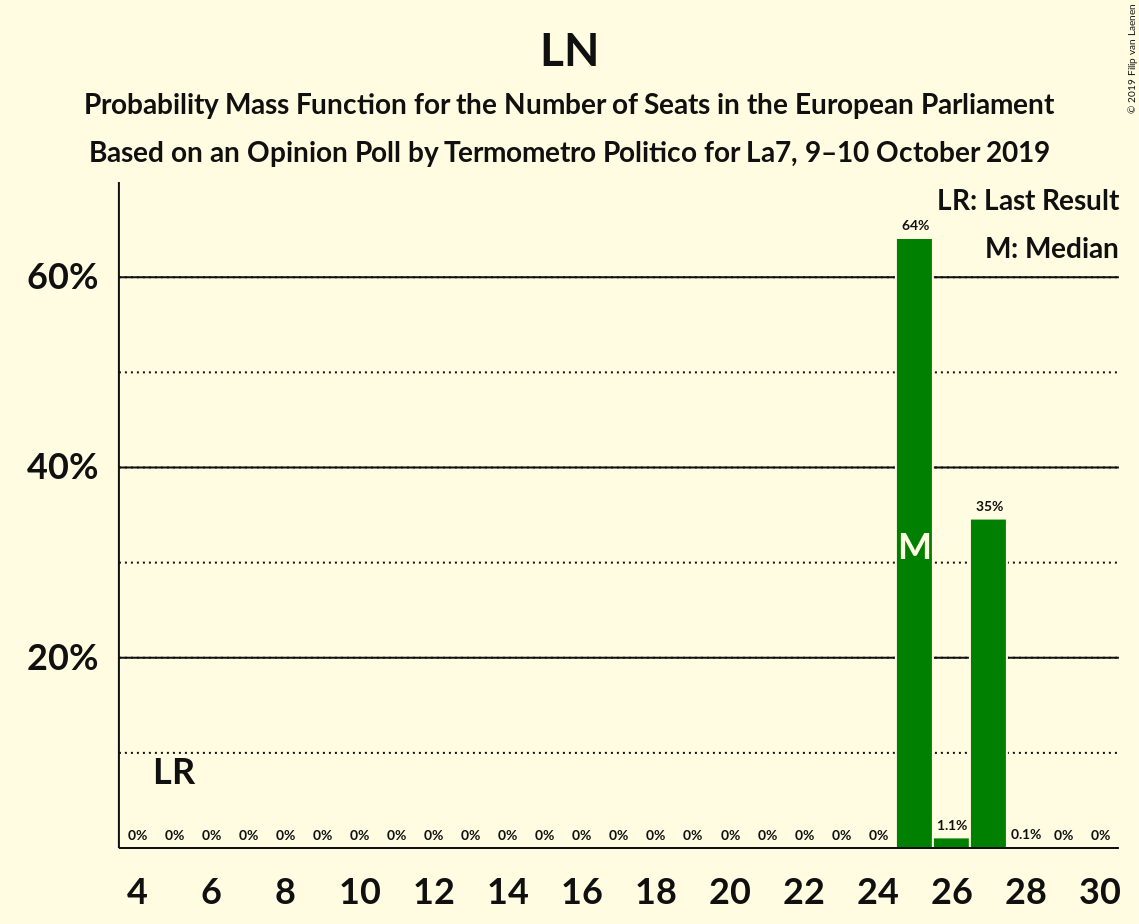 LN
Probability Mass Function for the Number of Seats in the European Parliament
Based on an Opinion Poll by Termometro Politico for La7, 9–10 October 2019
© 2019 Filip van Laenen
LR: Last Result
M: Median
60%
40%
20%
64%
M
35%
LR
0% 0% 0% 0% 0% 0% 0% 0% 0% 0% 0% 0% 0% 0% 0% 0% 0% 0% 0% 0% 0% 1.1% 0.1% 0% 0%
4 6 8 10 12 14 16 18 20 22 24 26 28 30